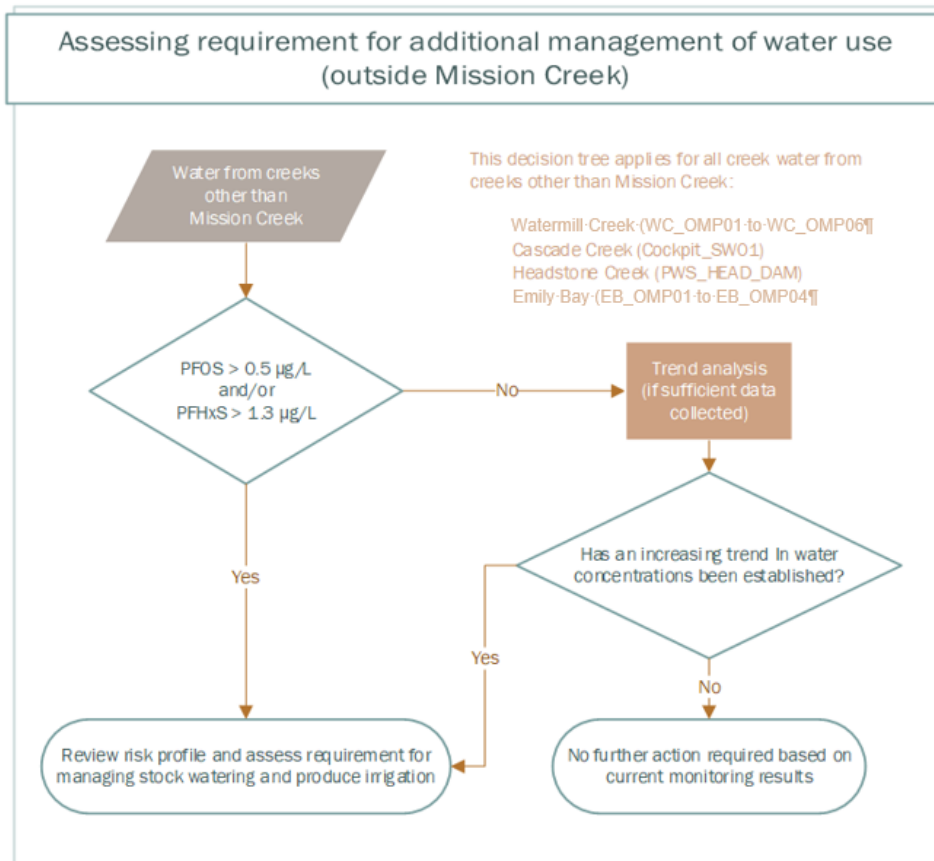 Assessing requirement for additional management of water use
(outside Mission Creek)
Water from creeks
other than
Mission Creek
This decision tree applies for all creek water from
creeks other than Mission Creek:
Watermill·Creek·(WC_OMP01·to·WC_OMP06¶
Cascade Creek (Cockpit_SW01)
Headstone Creek (PWS_HEAD_DAM)
Emily·Bay·(EB_OMP01·to·EB_OMP04¶
PFOS > 0.5 µg/L
and/or
PFHxS > 1.3 µg/L
No
Trend analysis
(if sufficient data
collected)
Yes
Has an increasing trend In water
concentrations been established?
Yes
No
Review risk profile and assess requirement for
managing stock watering and produce irrigation
No further action required based on
current monitoring results